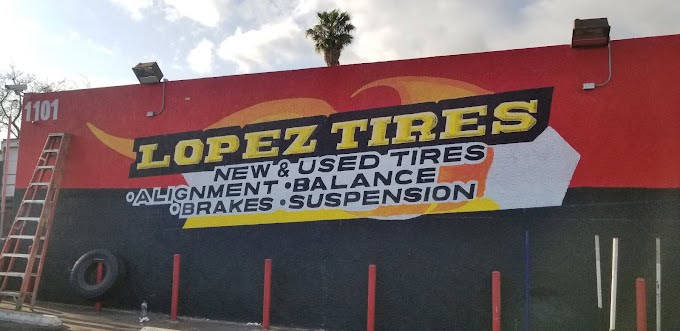 1101
LOPEZ TIRES
NEW & USED TIRES
•ALIGNMENT •BALANCE
•BRAKES •SUSPENSION